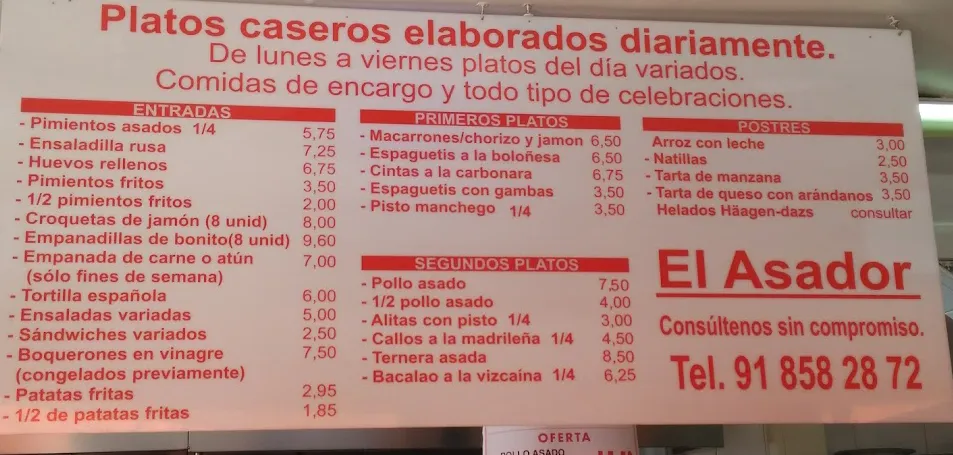 Platos caseros elaborados diariamente.
De lunes a viernes platos del día variados.
Comidas de encargo y todo tipo de celebraciones.
ENTRADAS
- Pimientos asados 1/4 5,75
- Ensaladilla rusa 7,25
- Huevos rellenos 6,75
- Pimientos fritos 3,50
- 1/2 pimientos fritos 2,00
- Croquetas de jamón (8 unid) 8,00
- Empanadillas de bonito(8 unid) 9,60
- Empanada de carne o atún 7,00
(sólo fines de semana)
- Tortilla española 6,00
- Ensaladas variadas 5,00
- Sándwiches variados 2,50
- Boquerones en vinagre 7,50
(congelados previamente)
- Patatas fritas 2,95
- 1/2 de patatas fritas 1,85
PRIMEROS PLATOS
- Macarrones/chorizo y jamon 6,50
- Espaguetis a la boloñesa 6,50
- Cintas a la carbonara 6,75
- Espaguetis con gambas 3,50
- Pisto manchego 1/4 3,50
SEGUNDOS PLATOS
- Pollo asado 7,50
- 1/2 pollo asado 4,00
- Alitas con pisto 1/4 3,00
- Callos a la madrileña 1/4 4,50
- Ternera asada 8,50
- Bacalao a la vizcaina 1/4 6,25
POSTRES
Arroz con leche 3,00
- Natillas 2,50
- Tarta de manzana 3,50
- Tarta de queso con arándanos 3,50
Helados Häagen-dazs consultar
El Asador
Consúltenos sin compromiso.
Tel. 91 858 28 72
OFERTA
POLLO ASADO